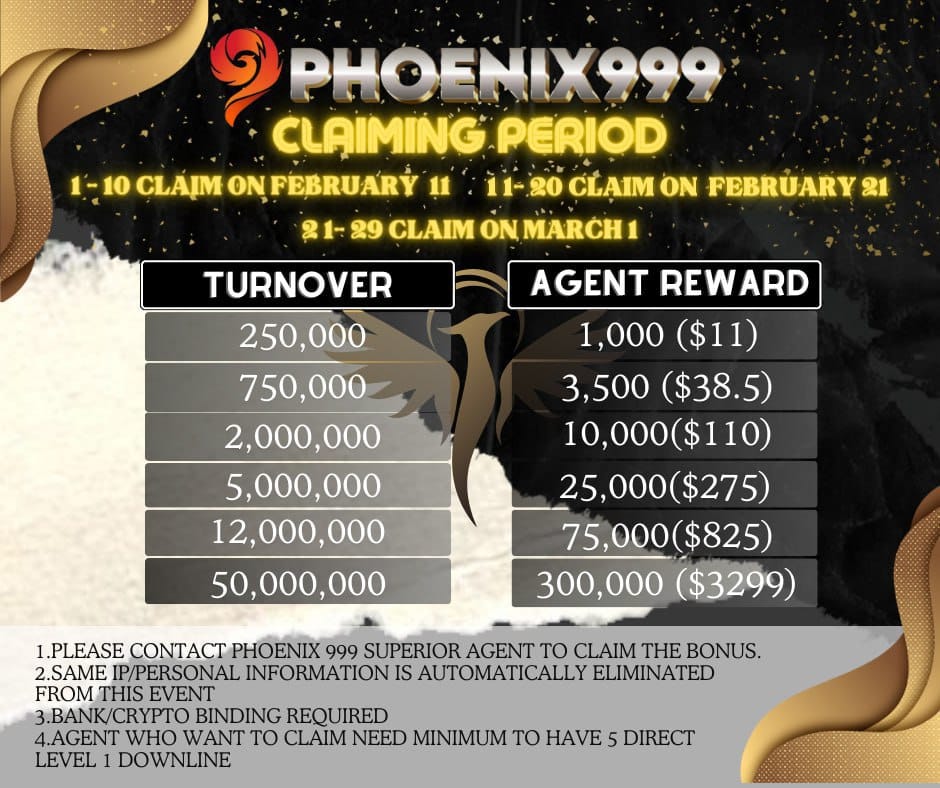 PHOENIX999
CLAIMING PERIOD
1-10 CLAIM ON FEBRUARY 11 . 11-20 CLAIM ON FEBRUARY 21
21-29 CLAIM ON MARCH 1
TURNOVER AGENT REWARD
250,000 1,000 ($11)
750,000 3,500 ($38.5)
2,000,000 10,000($110)
5,000,000 25,000($275)
12,000,000 75,000($825)
50,000,000 300,000 ($3299)
1.PLEASE CONTACT PHOENIX 999 SUPERIOR AGENT TO CLAIM THE BONUS.
2.SAME IP/PERSONAL INFORMATION IS AUTOMATICALLY ELIMINATED
FROM THIS EVENT
3.BANK/CRYPTO BINDING REQUIRED
4.AGENT WHO WANT TO CLAIM NEED MINIMUM TO HAVE 5 DIRECT
LEVEL 1 DOWNLINE